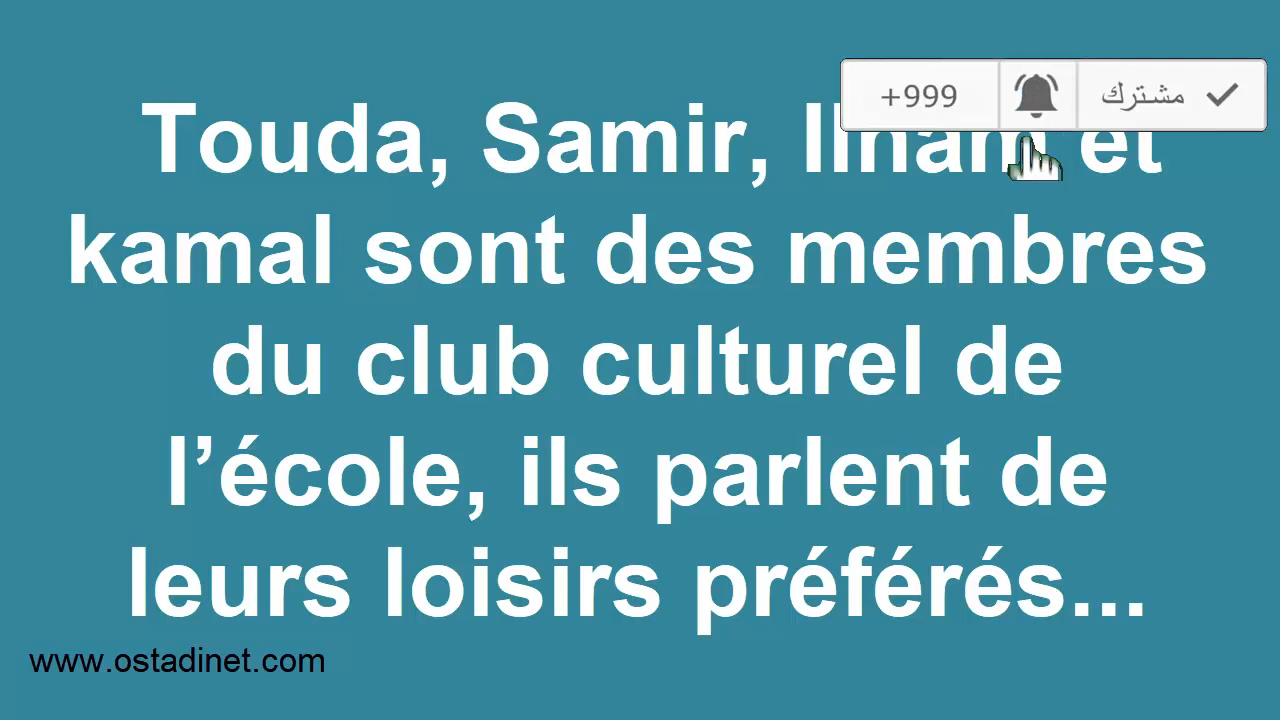 +999 مشترك
Touda, Samir, Ilham et
kamal sont des membres
du club culturel de
l’école, ils parlent de
leurs loisirs préférés...
www.ostadinet.com